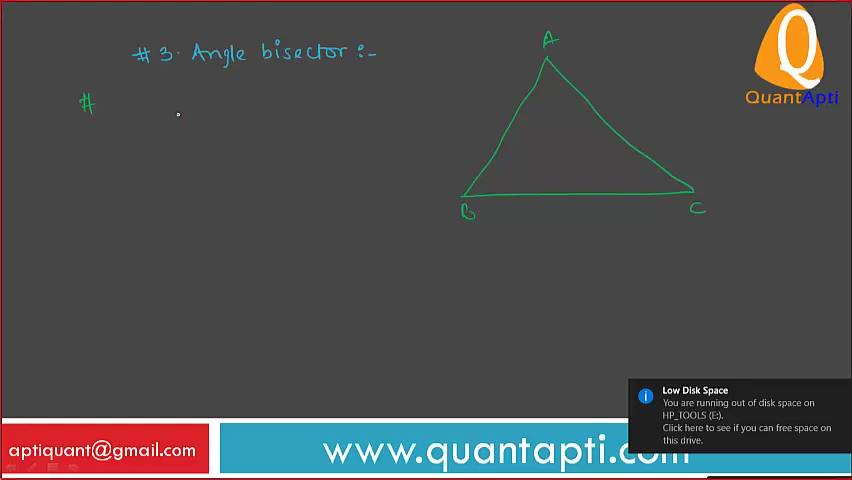 # 3. Angle bisector :-
#
A
B
C
Q
QuantApti
Low Disk Space
You are running out of disk space on
HP_TOOLS (E:).
Click here to see if you can free space on
this drive.
aptiquant@gmail.com
www.quantapti.com